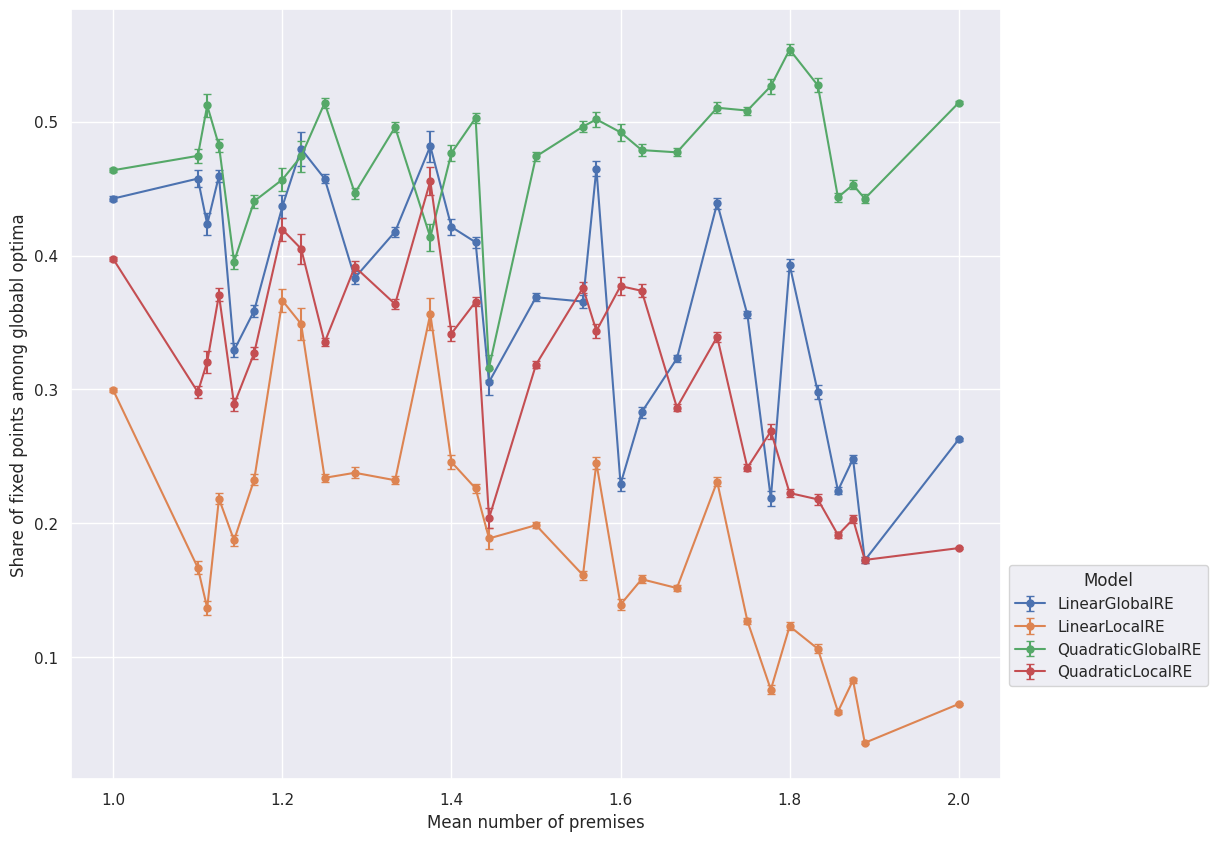 Share of fixed points among globabl optima
0.5
0.4
0.3
0.2
0.1
1.0 1.2 1.4 1.6 1.8 2.0
Mean number of premises
Model
LinearGlobalRE
LinearLocalRE
QuadraticGlobalRE
QuadraticLocalRE